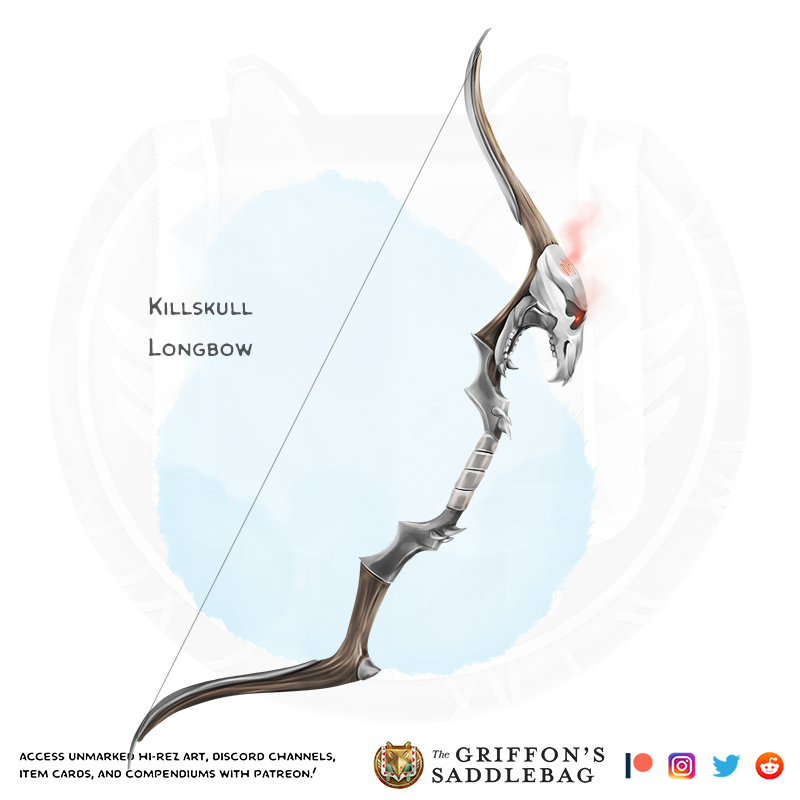 Killskull
Longbow
ACCESS UNMARKED HI-REZ ART, DISCORD CHANNELS,
ITEM CARDS, AND COMPENDIUMS WITH PATREON!
The GRIFFON'S
SADDLEBAG